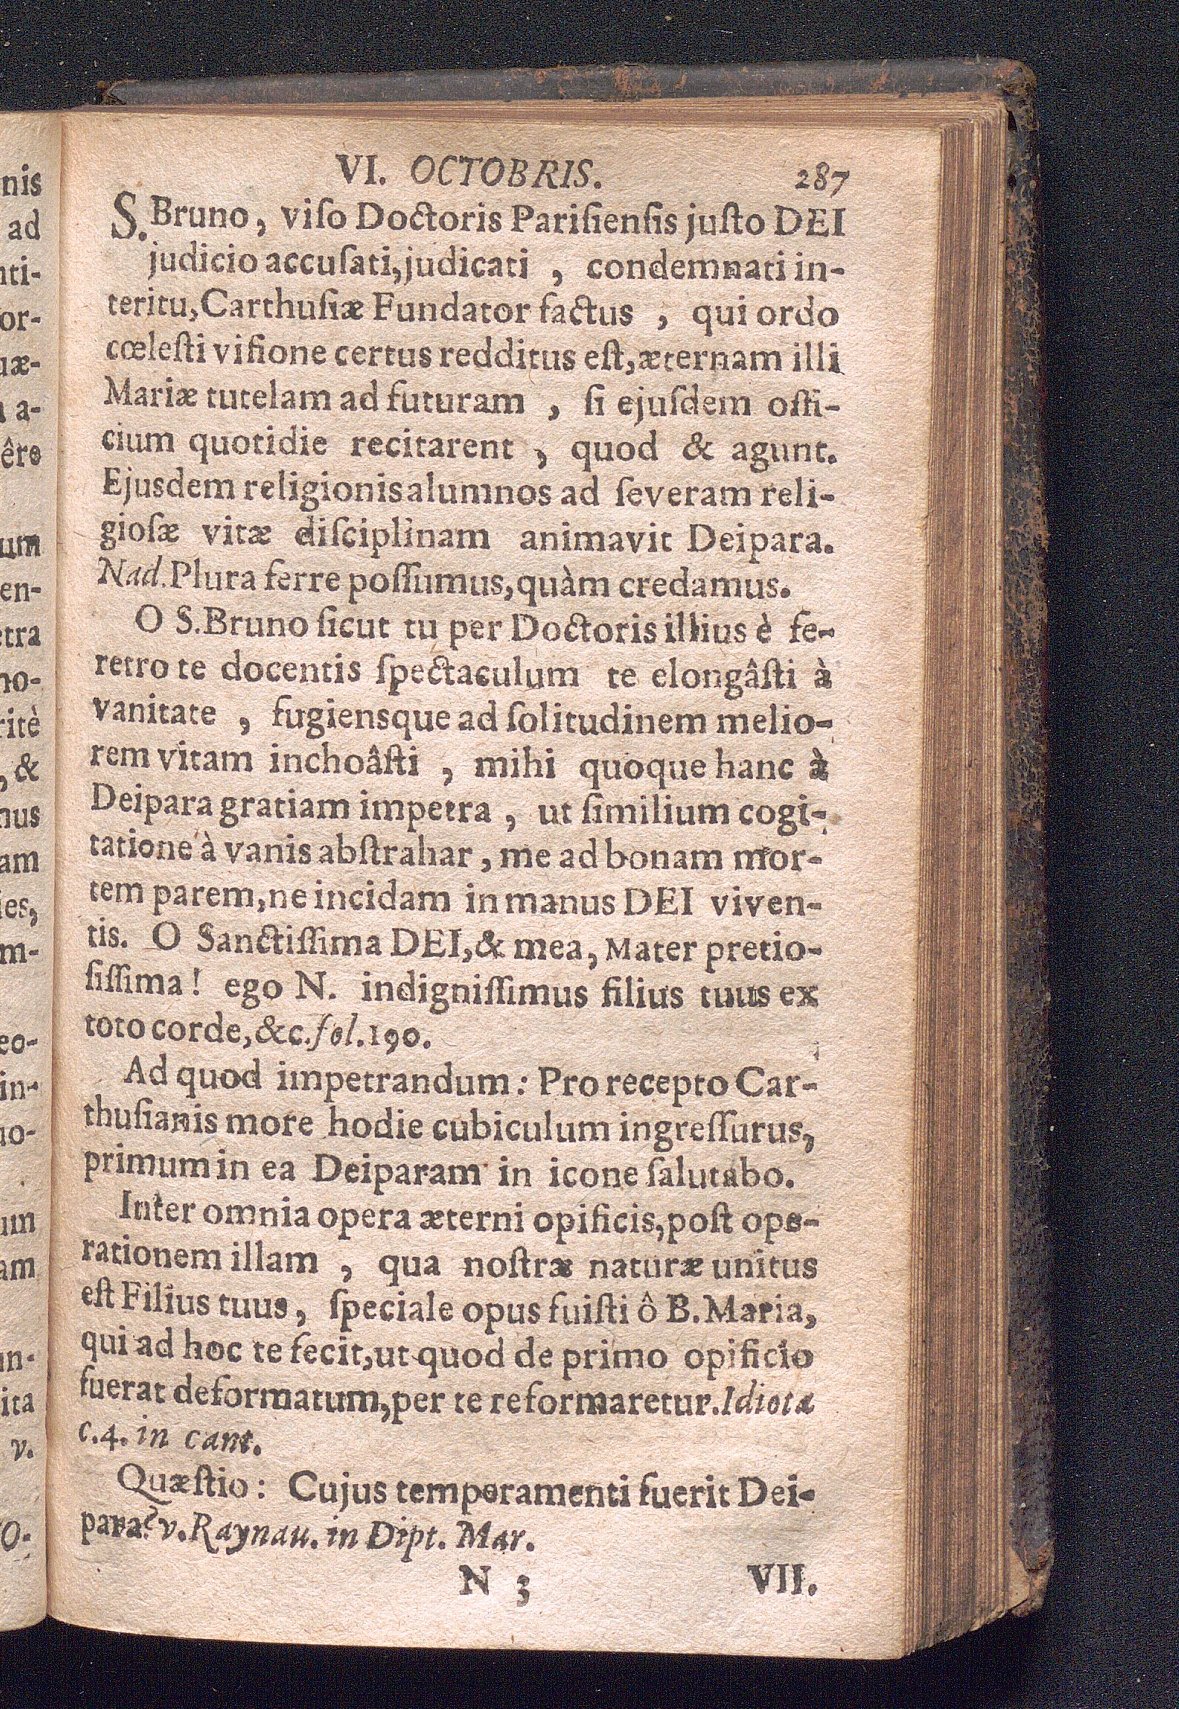 VI. OCTOBRIS. 287
S. Bruno, viſo Doctoris Pariſienſis juſto DEI
judicio accuſati, judicati , condemnati in-
teritu, Carthuſiæ Fundator factus , qui ordo
cœleſti viſione certus redditus eſt, æternam illi
Mariæ tutelam ad futuram , ſi ejuſdem offi-
cium quotidie recitarent , quod & agunt.
Ejusdem religionis alumnos ad ſeveram reli-
gioſæ vitæ diſciplinam animavit Deipara.
Nad. Plura ferre poſſumus, quàm credamus.
O S. Bruno ſicut tu per Doctoris illius è fe-
retro te docentis ſpectaculum te elongâſti à
vanitate , fugiensque ad ſolitudinem melio-
rem vitam inchoâſti , mihi quoque hanc à
Deipara gratiam impetra , ut ſimilium cogi-
tatione à vanis abſtrahar, me ad bonam mor-
tem parem, ne incidam in manus DEI viven-
tis. O Sanctiſſima DEI, & mea, Mater pretio-
ſiſſima! ego N. indigniſſimus filius tuus ex
toto corde, &c. fol. 190.
Ad quod impetrandum: Pro recepto Car-
thuſianis more hodie cubiculum ingreſſurus,
primum in ea Deiparam in icone ſalutabo.
Inter omnia opera æterni opificis, poſt ope-
rationem illam , qua noſtræ naturæ unitus
eſt Filius tuus, ſpeciale opus fuiſti ô B. Maria,
qui ad hoc te fecit, ut quod de primo opificio
fuerat deformatum, per te reformaretur. Idiota
c. 4. in cant.
Quæſtio: Cujus temperamenti fuerit Dei-
para? v. Raynau. in Dipt. Mar.
N 3 VII.